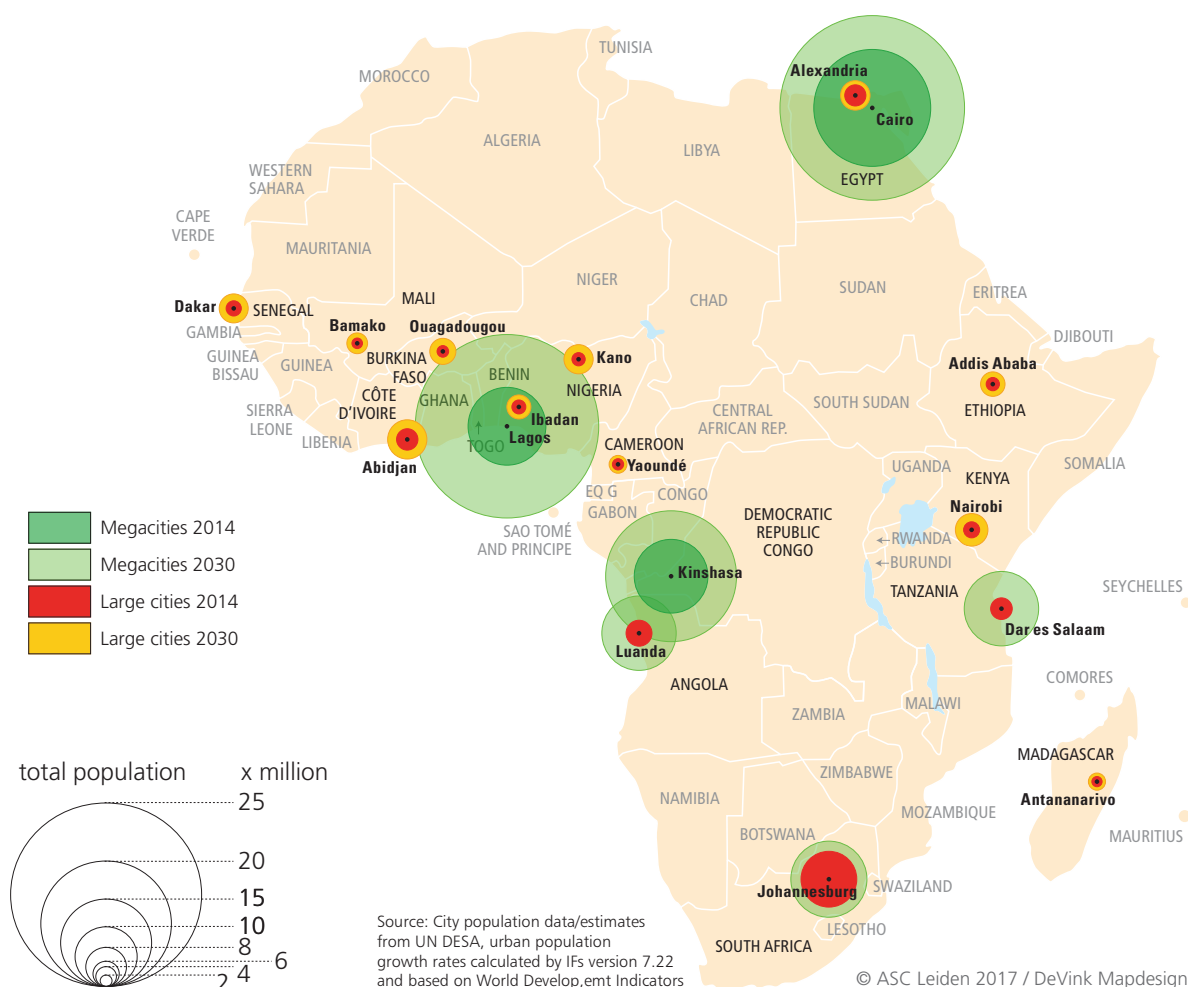 TUNISIA
MOROCCO
Alexandria
Cairo
ALGERIA
LIBYA
EGYPT
WESTERN
SAHARA
CAPE
VERDE
MAURITANIA
NIGER
CHAD
SUDAN
ERITREA
MALI
Dakar
SENEGAL
GAMBIA
Bamako
Ouagadougou
DJIBOUTI
GUINEA
BISSAU
GUINEA
BURKINA
FASO
BENIN
Kano
NIGERIA
Addis Ababa
ETHIOPIA
CÔTE
D'IVOIRE
GHANA
SIERRA
LEONE
LIBERIA
Ibadan
Lagos
TOGO
Abidjan
CENTRAL
AFRICAN REP.
SOUTH SUDAN
CAMEROON
Yaoundé
SOMALIA
UGANDA
KENYA
Nairobi
EQ G
GABON
CONGO
SAO TOMÉ
AND PRINCIPE
DEMOCRATIC
REPUBLIC
CONGO
RWANDA
BURUNDI
Kinshasa
TANZANIA
SEYCHELLES
Dar es Salaam
Luanda
ANGOLA
COMORES
MALAWI
ZAMBIA
MADAGASCAR
ZIMBABWE
NAMIBIA
MOZAMBIQUE
Antananarivo
BOTSWANA
MAURITIUS
Johannesburg
SWAZILAND
LESOTHO
SOUTH AFRICA
Megacities 2014
Megacities 2030
Large cities 2014
Large cities 2030
total population x million
25
20
15
10
8
6
4
2
Source: City population data/estimates
from UN DESA, urban population
growth rates calculated by IFs version 7.22
and based on World Develop,emt Indicators
© ASC Leiden 2017 / DeVink Mapdesign